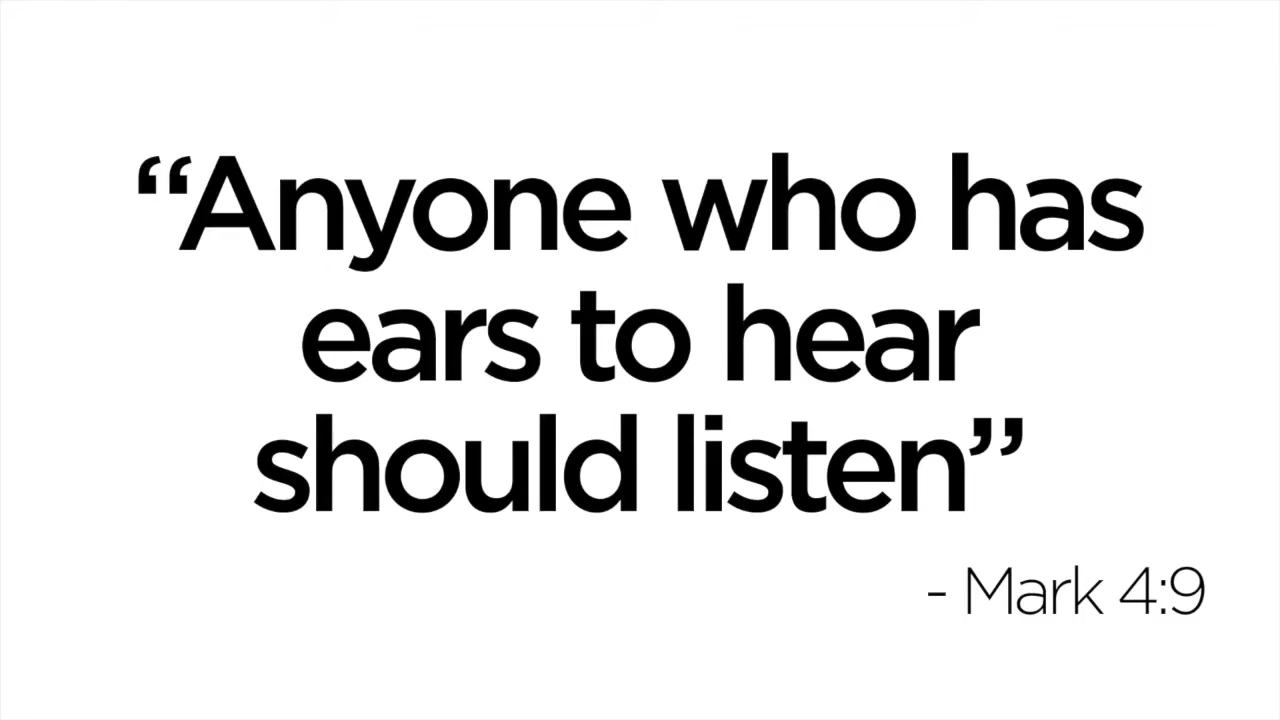 “Anyone who has
ears to hear
should listen”
- Mark 4:9